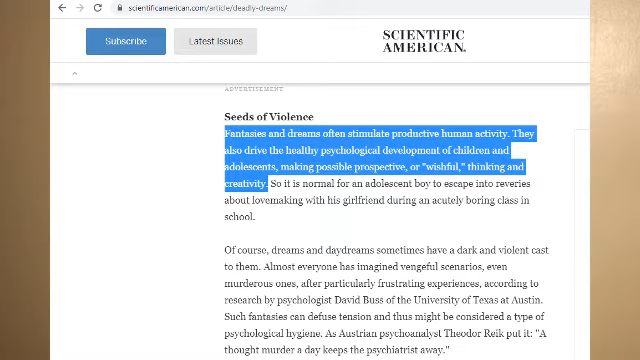 scientificamerican.com/article/deadly-dreams/
Subscribe
Latest Issues
SCIENTIFIC
AMERICAN.
ADVERTISEMENT
Seeds of Violence
Fantasies and dreams often stimulate productive human activity. They
also drive the healthy psychological development of children and
adolescents, making possible prospective, or "wishful," thinking and
creativity. So it is normal for an adolescent boy to escape into reveries
about lovemaking with his girlfriend during an acutely boring class in
school.
Of course, dreams and daydreams sometimes have a dark and violent cast
to them. Almost everyone has imagined vengeful scenarios, even
murderous ones, after particularly frustrating experiences, according to
research by psychologist David Buss of the University of Texas at Austin.
Such fantasies can defuse tension and thus might be considered a type of
psychological hygiene. As Austrian psychoanalyst Theodor Reik put it: "A
thought murder a day keeps the psychiatrist away."